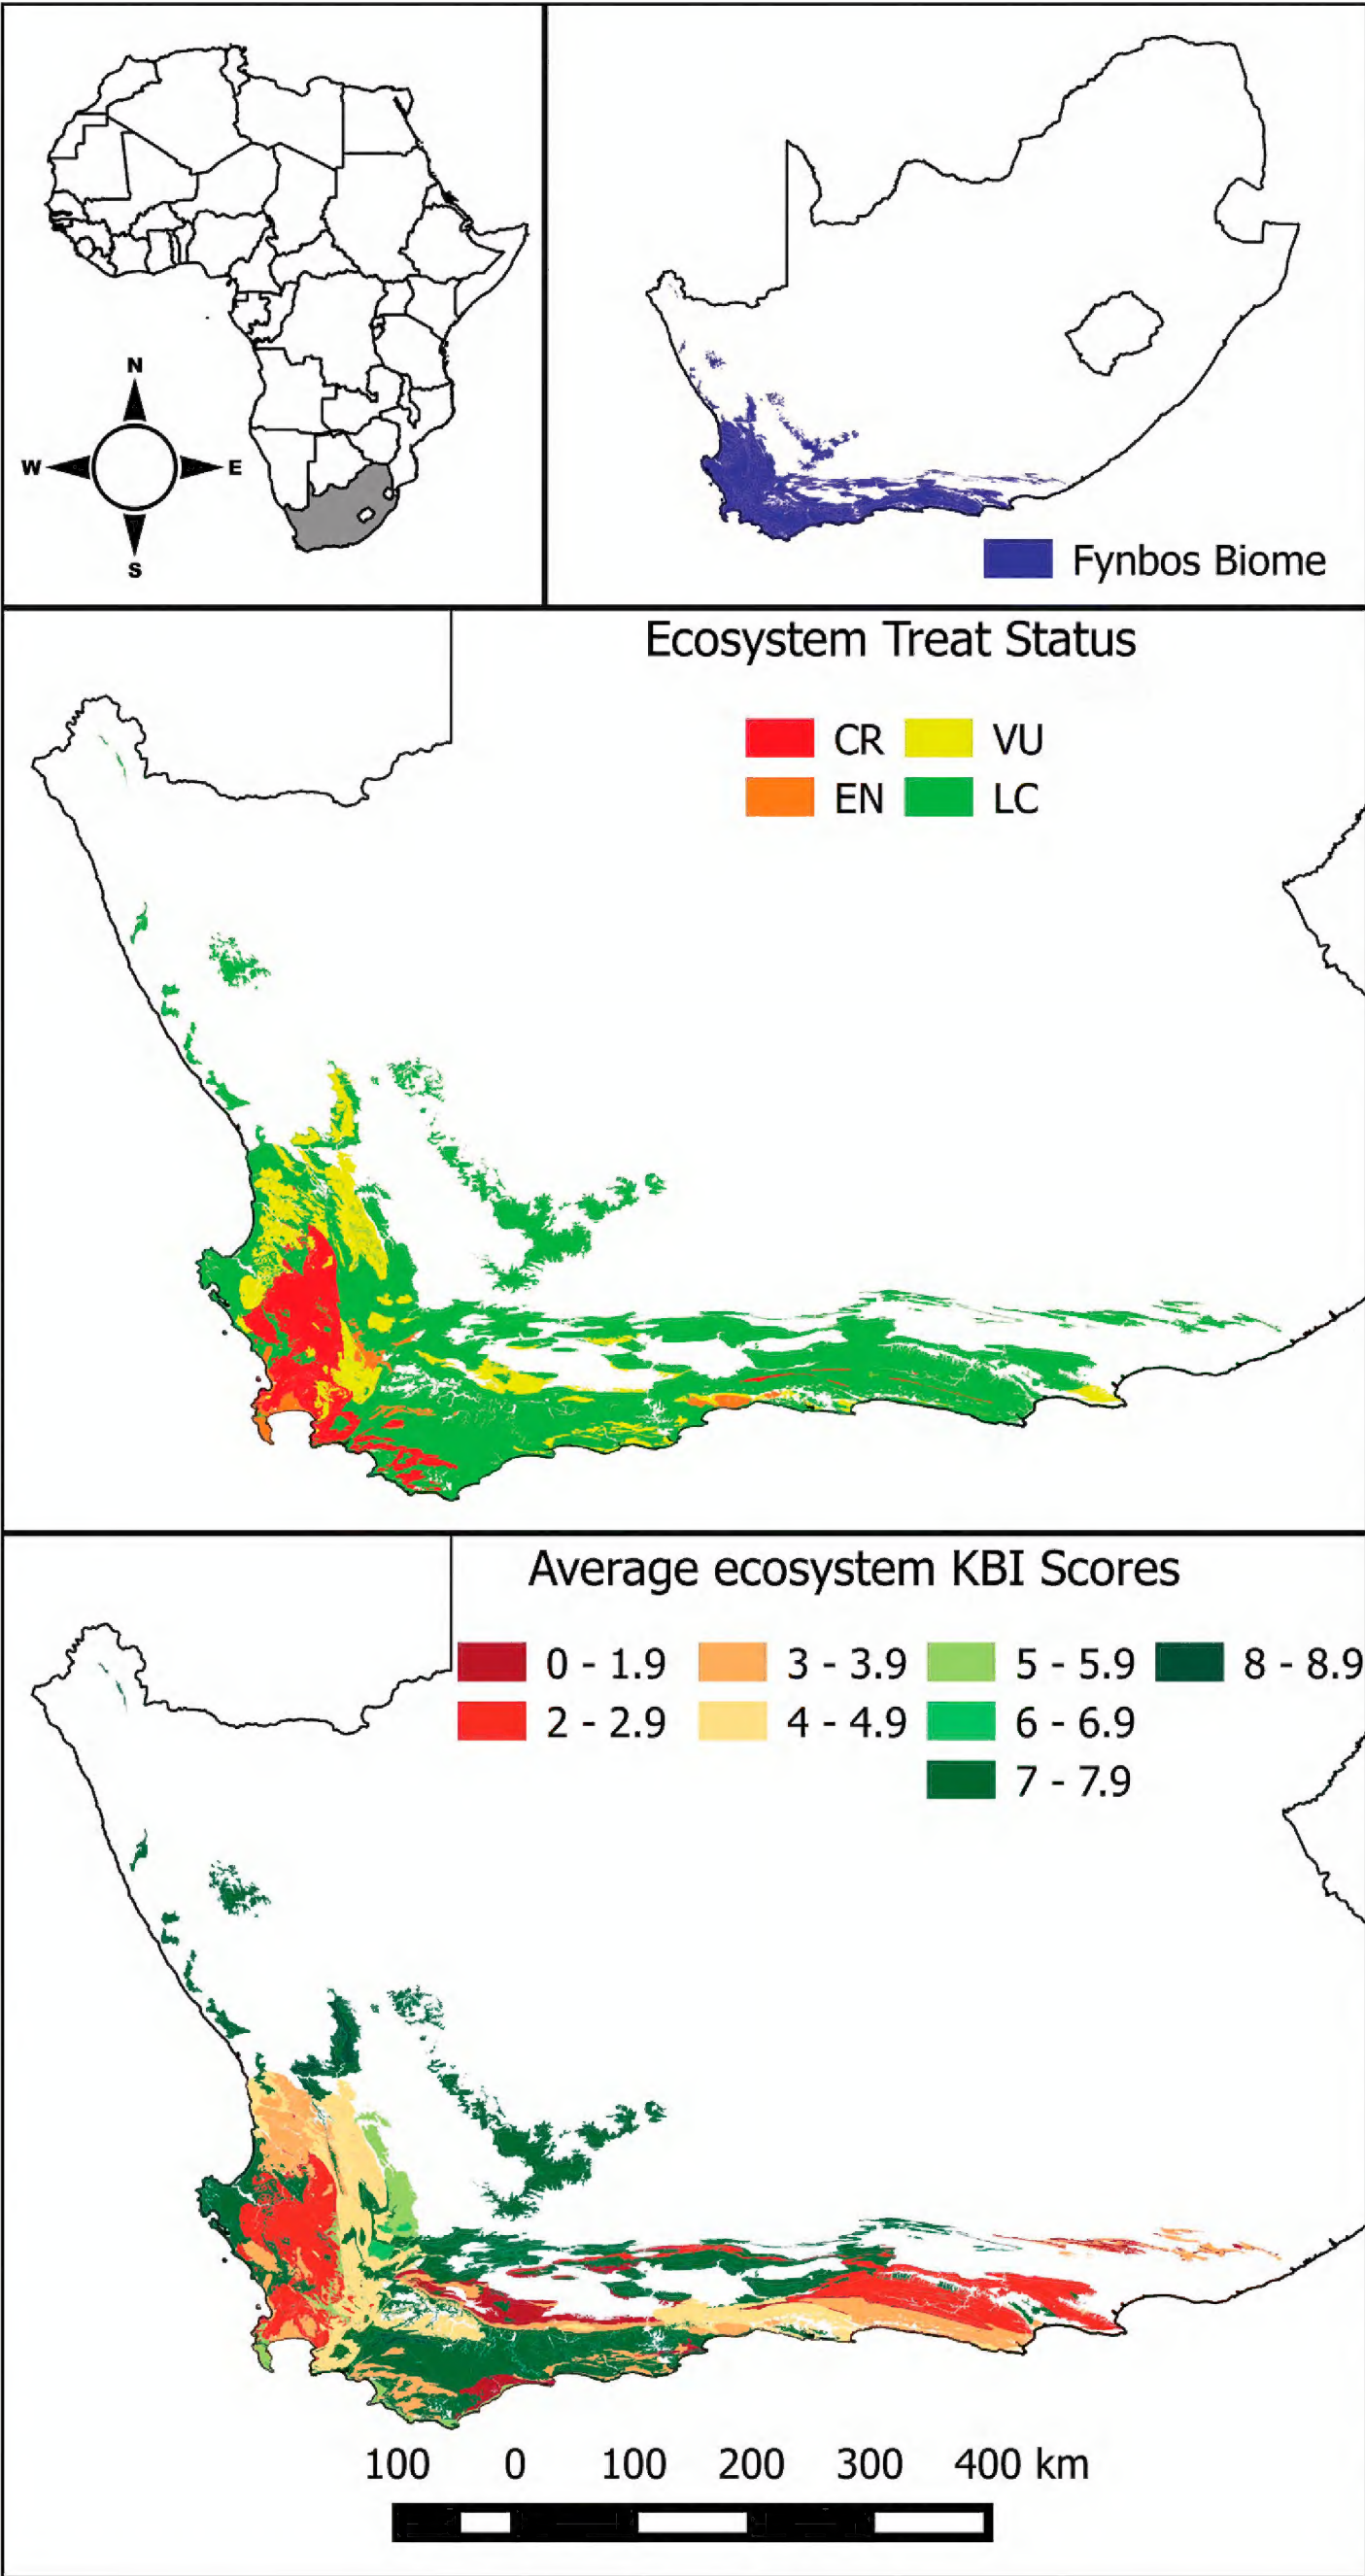 N
W E
S
Fynbos Biome
Ecosystem Treat Status
CR VU
EN LC
Average ecosystem KBI Scores
0 - 1.9 3 - 3.9 5 - 5.9 8 - 8.9
2 - 2.9 4 - 4.9 6 - 6.9
7 - 7.9
100 0 100 200 300 400 km